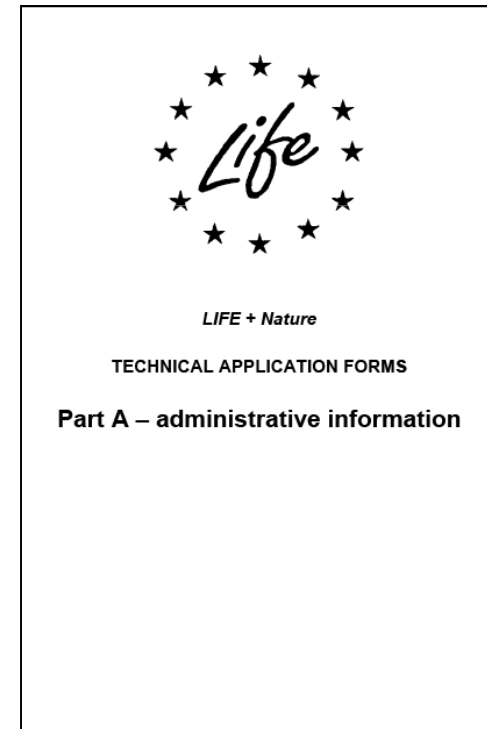 Life
LIFE + Nature
TECHNICAL APPLICATION FORMS
Part A – administrative information